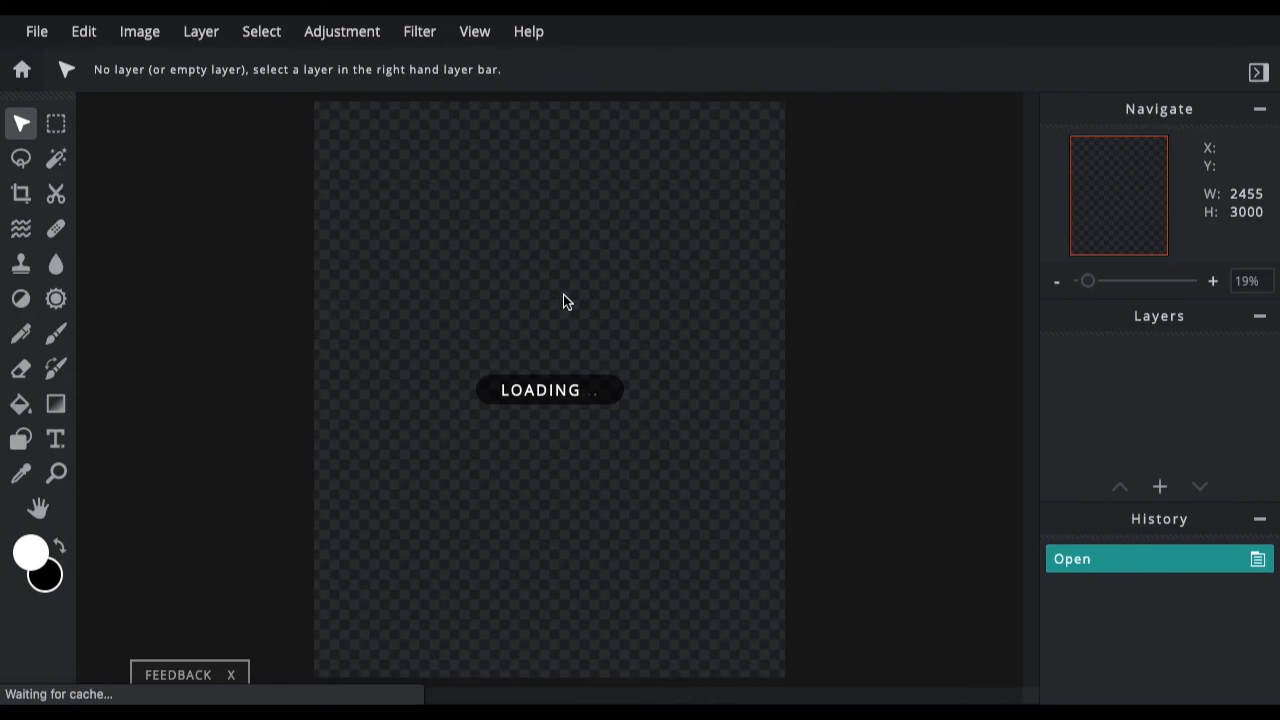 File Edit Image Layer Select Adjustment Filter View Help
No layer (or empty layer), select a layer in the right hand layer bar.
Navigate
X:
Y:
W: 2455
H: 3000
- + 19%
Layers
LOADING ..
History
Open
FEEDBACK X
Waiting for cache...